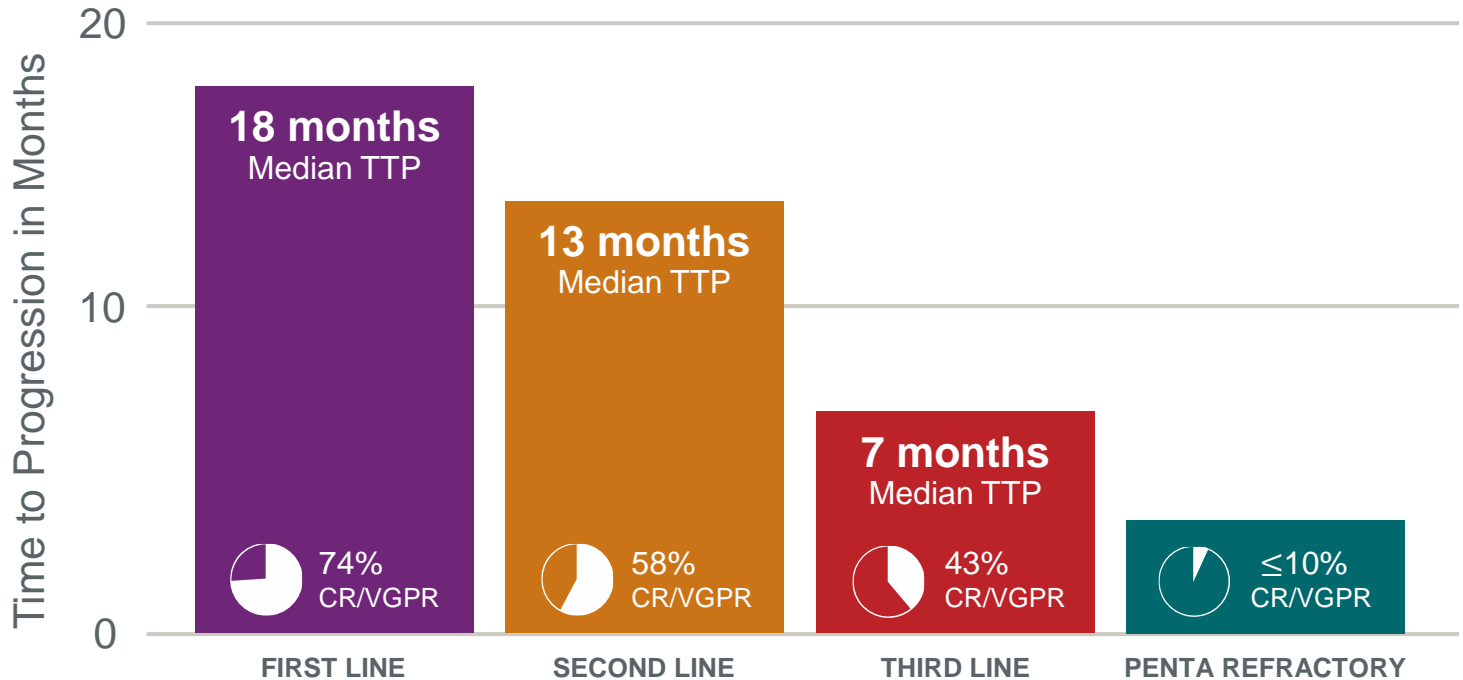 Time to Progression in Months
20
10
0
18 months
Median TTP
74%
CR/VGPR
13 months
Median TTP
58%
CR/VGPR
7 months
Median TTP
43%
CR/VGPR
≤10%
CR/VGPR
FIRST LINE
SECOND LINE
THIRD LINE
PENTA REFRACTORY